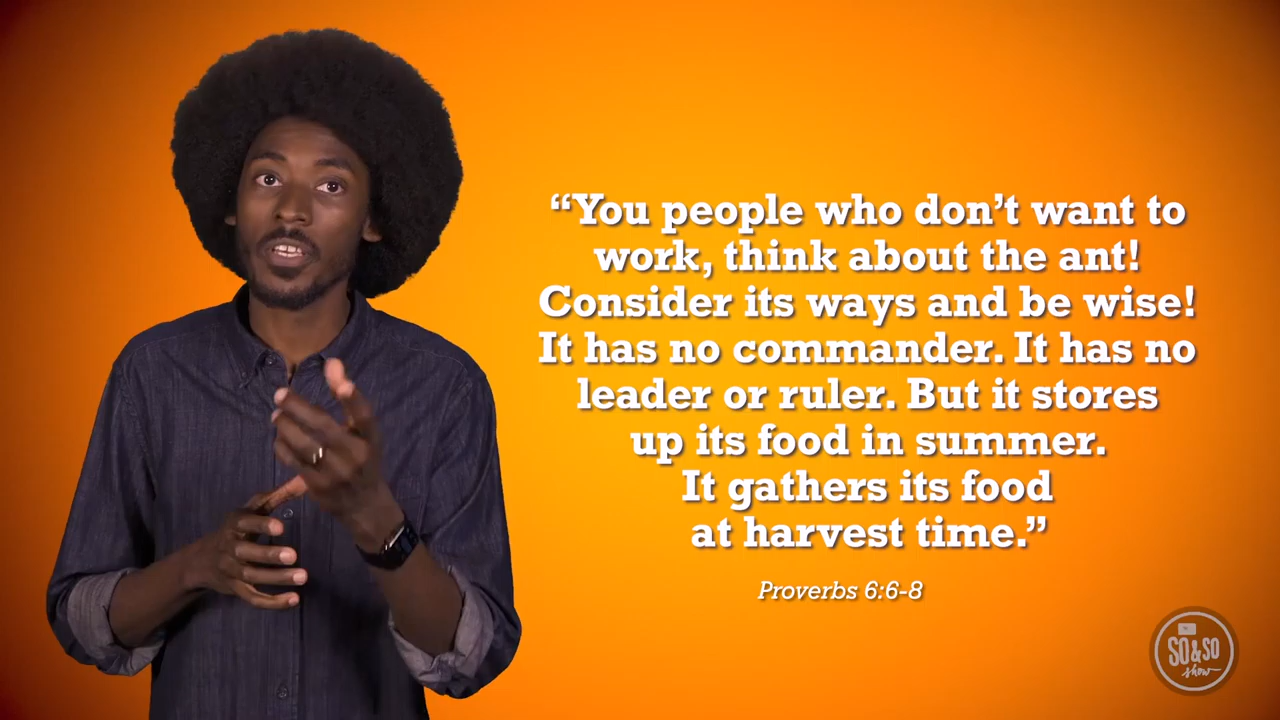 “You people who don’t want to
work, think about the ant!
Consider its ways and be wise!
It has no commander. It has no
leader or ruler. But it stores
up its food in summer.
It gathers its food
at harvest time.”
Proverbs 6:6-8
SO&SO
show